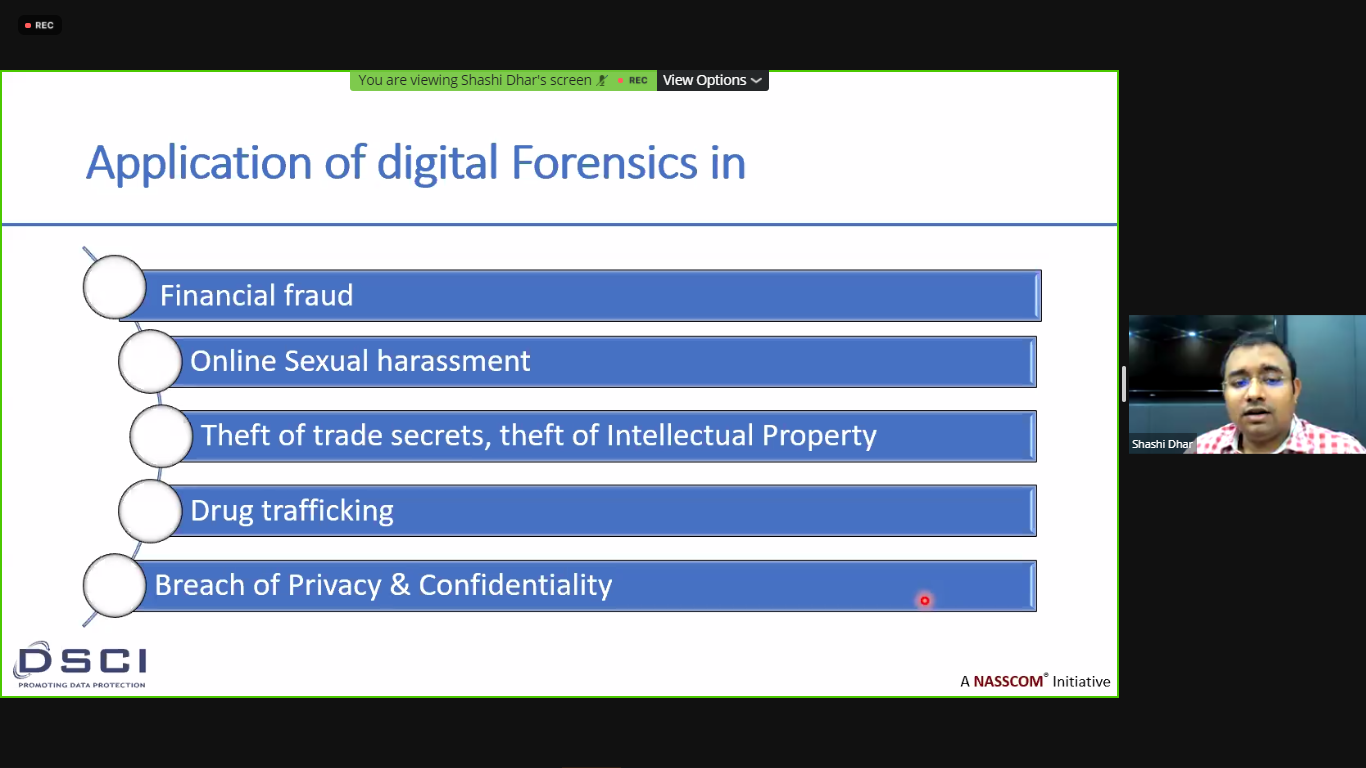 REC
You are viewing Shashi Dhar's screen REC View Options
Application of digital Forensics in
Financial fraud
Online Sexual harassment
Theft of trade secrets, theft of Intellectual Property
Drug trafficking
Breach of Privacy & Confidentiality
Shashi Dhar
DSCI
PROMOTING DATA PROTECTION
A NASSCOM® Initiative